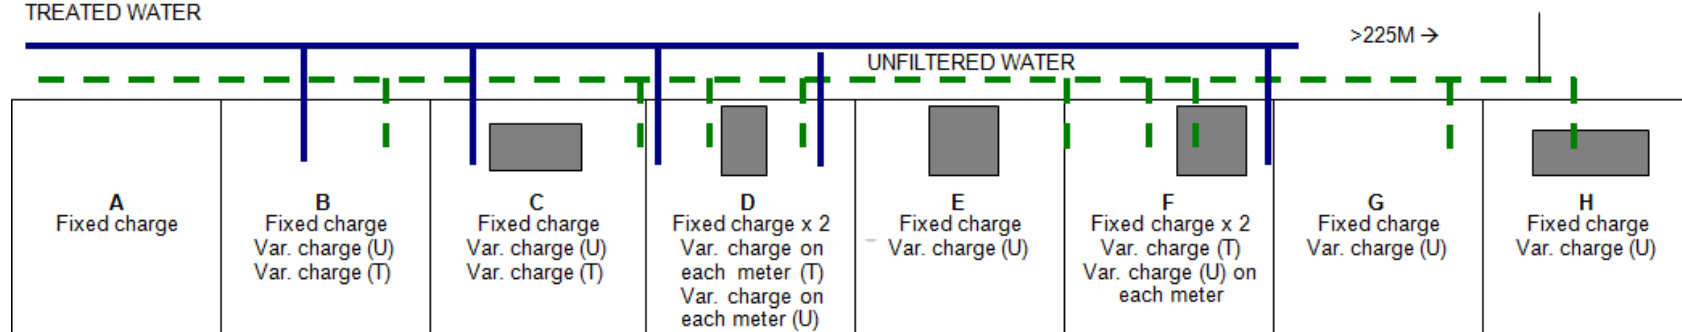 TREATED WATER
>225M →
UNFILTERED WATER
A
Fixed charge
B
Fixed charge
Var. charge (U)
Var. charge (T)
C
Fixed charge
Var. charge (U)
Var. charge (T)
D
Fixed charge x 2
Var. charge on
each meter (T)
Var. charge on
each meter (U)
E
Fixed charge
Var. charge (U)
F
Fixed charge x 2
Var. charge (T)
Var. charge (U) on
each meter
G
Fixed charge
Var. charge (U)
H
Fixed charge
Var. charge (U)